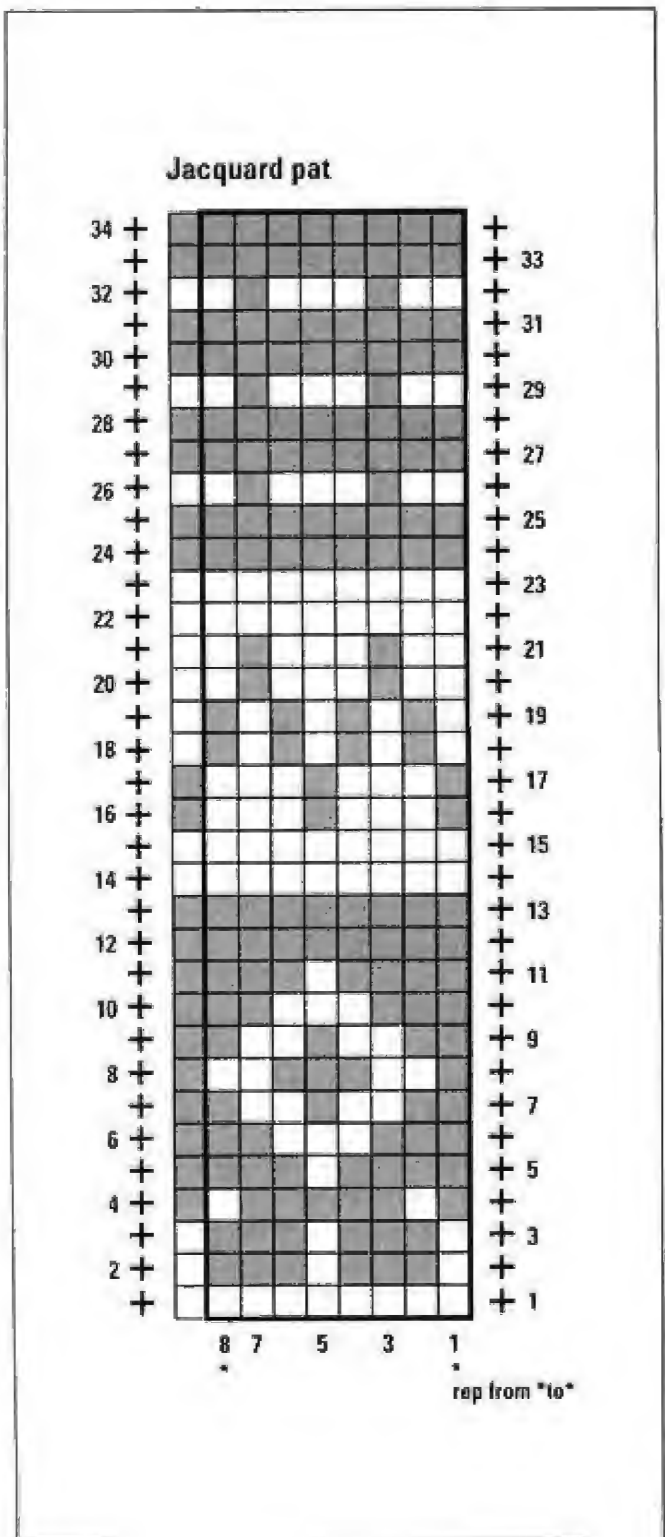 Jacquard pat
34 + +
+ + 33
32 + +
+ + 31
30 + +
+ + 29
28 + +
+ + 27
26 + +
+ + 25
24 + +
+ + 23
22 + +
+ + 21
20 + +
+ + 19
18 + +
+ + 17
16 + +
+ + 15
14 + +
+ + 13
12 + +
+ + 11
10 + +
+ + 9
8 + +
+ + 7
6 + +
+ + 5
4 + +
+ + 3
2 + +
+ + 1
8 7 5 3 1
* *
rep from *to*